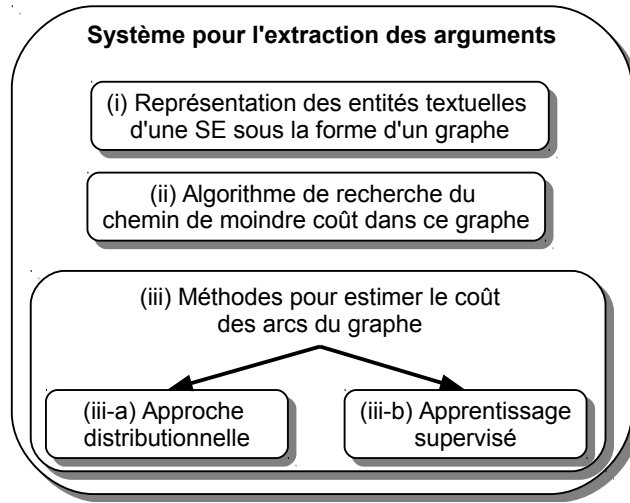 Système pour l'extraction des arguments
(i) Représentation des entités textuelles
d'une SE sous la forme d'un graphe
(ii) Algorithme de recherche du
chemin de moindre coût dans ce graphe
(iii) Méthodes pour estimer le coût
des arcs du graphe
(iii-a) Approche
distributionnelle
(iii-b) Apprentissage
supervisé